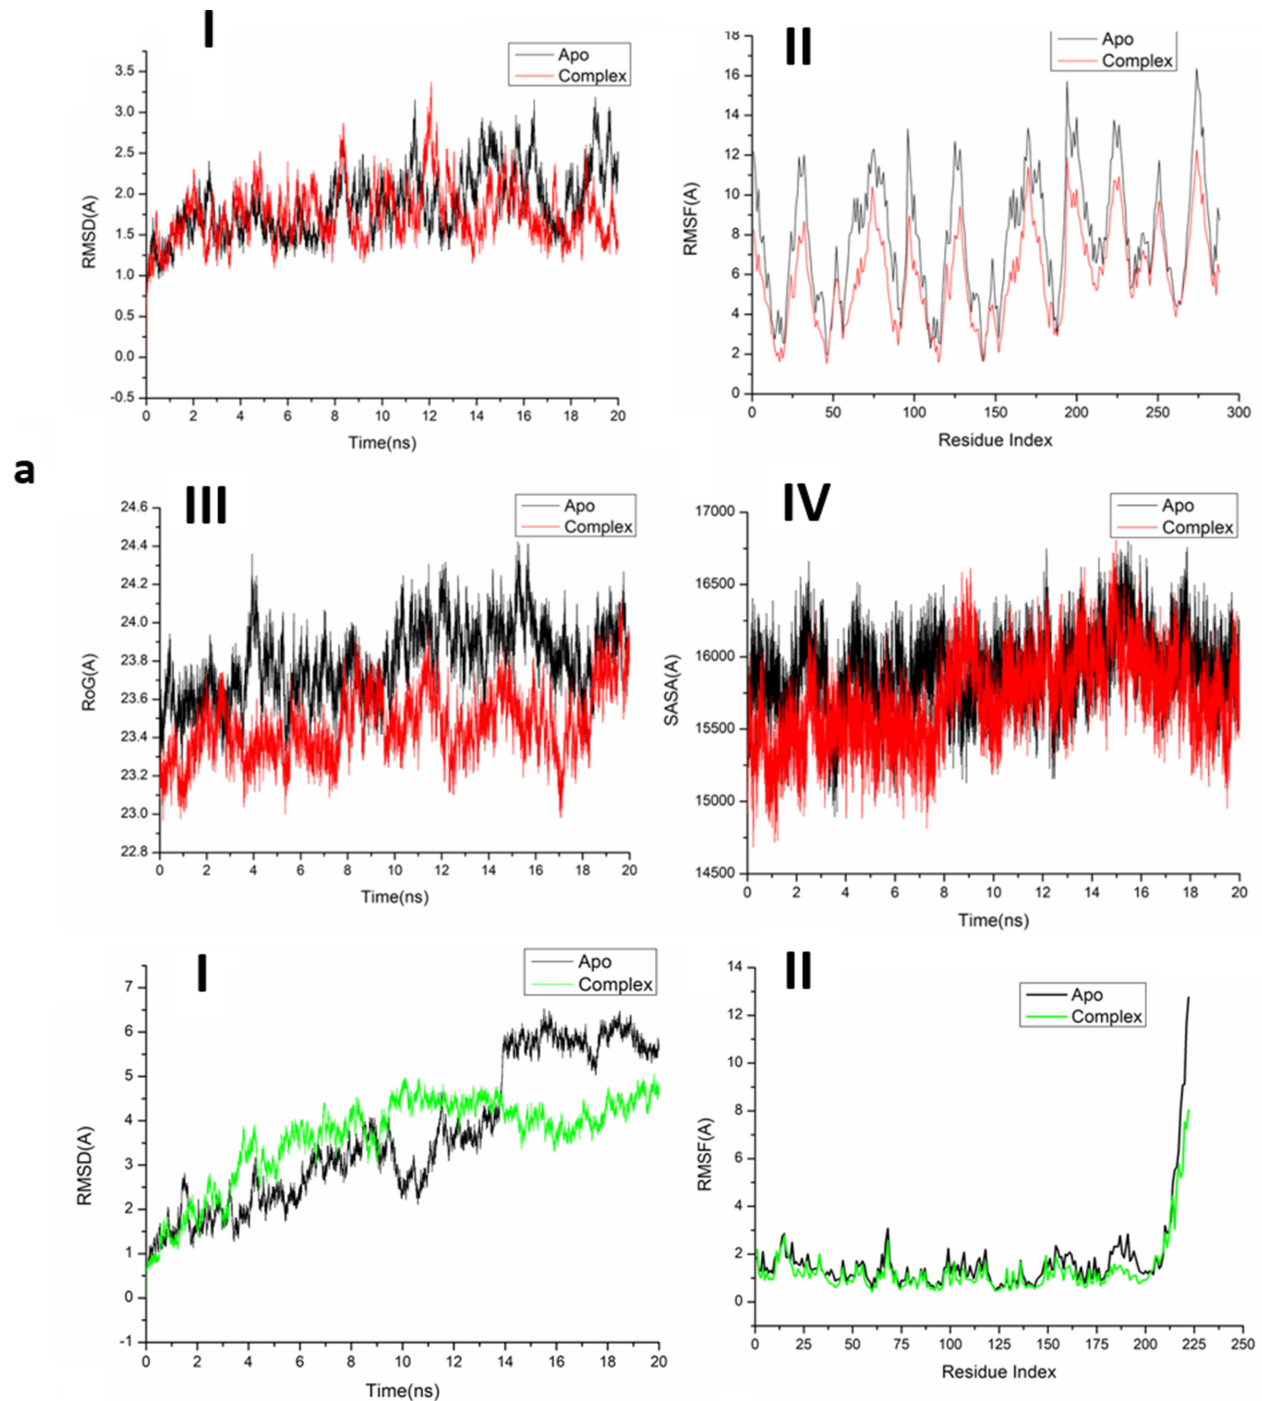 I
Apo
Complex
3.5
3.0
2.5
2.0
1.5
1.0
0.5
0.0
-0.5
RMSD(A)
0 2 4 6 8 10 12 14 16 18 20
Time(ns)
II
Apo
Complex
18
16
14
12
10
8
6
4
2
0
RMSF(A)
0 50 100 150 200 250 300
Residue Index
a
III
Apo
Complex
24.6
24.4
24.2
24.0
23.8
23.6
23.4
23.2
23.0
22.8
RoG(A)
0 2 4 6 8 10 12 14 16 18 20
Time(ns)
IV
Apo
Complex
17000
16500
16000
15500
15000
14500
SASA(A)
0 2 4 6 8 10 12 14 16 18 20
Time(ns)
I
Apo
Complex
7
6
5
4
3
2
1
0
-1
RMSD(A)
0 2 4 6 8 10 12 14 16 18 20
Time(ns)
II
Apo
Complex
14
12
10
8
6
4
2
0
RMSF(A)
0 25 50 75 100 125 150 175 200 225 250
Residue Index